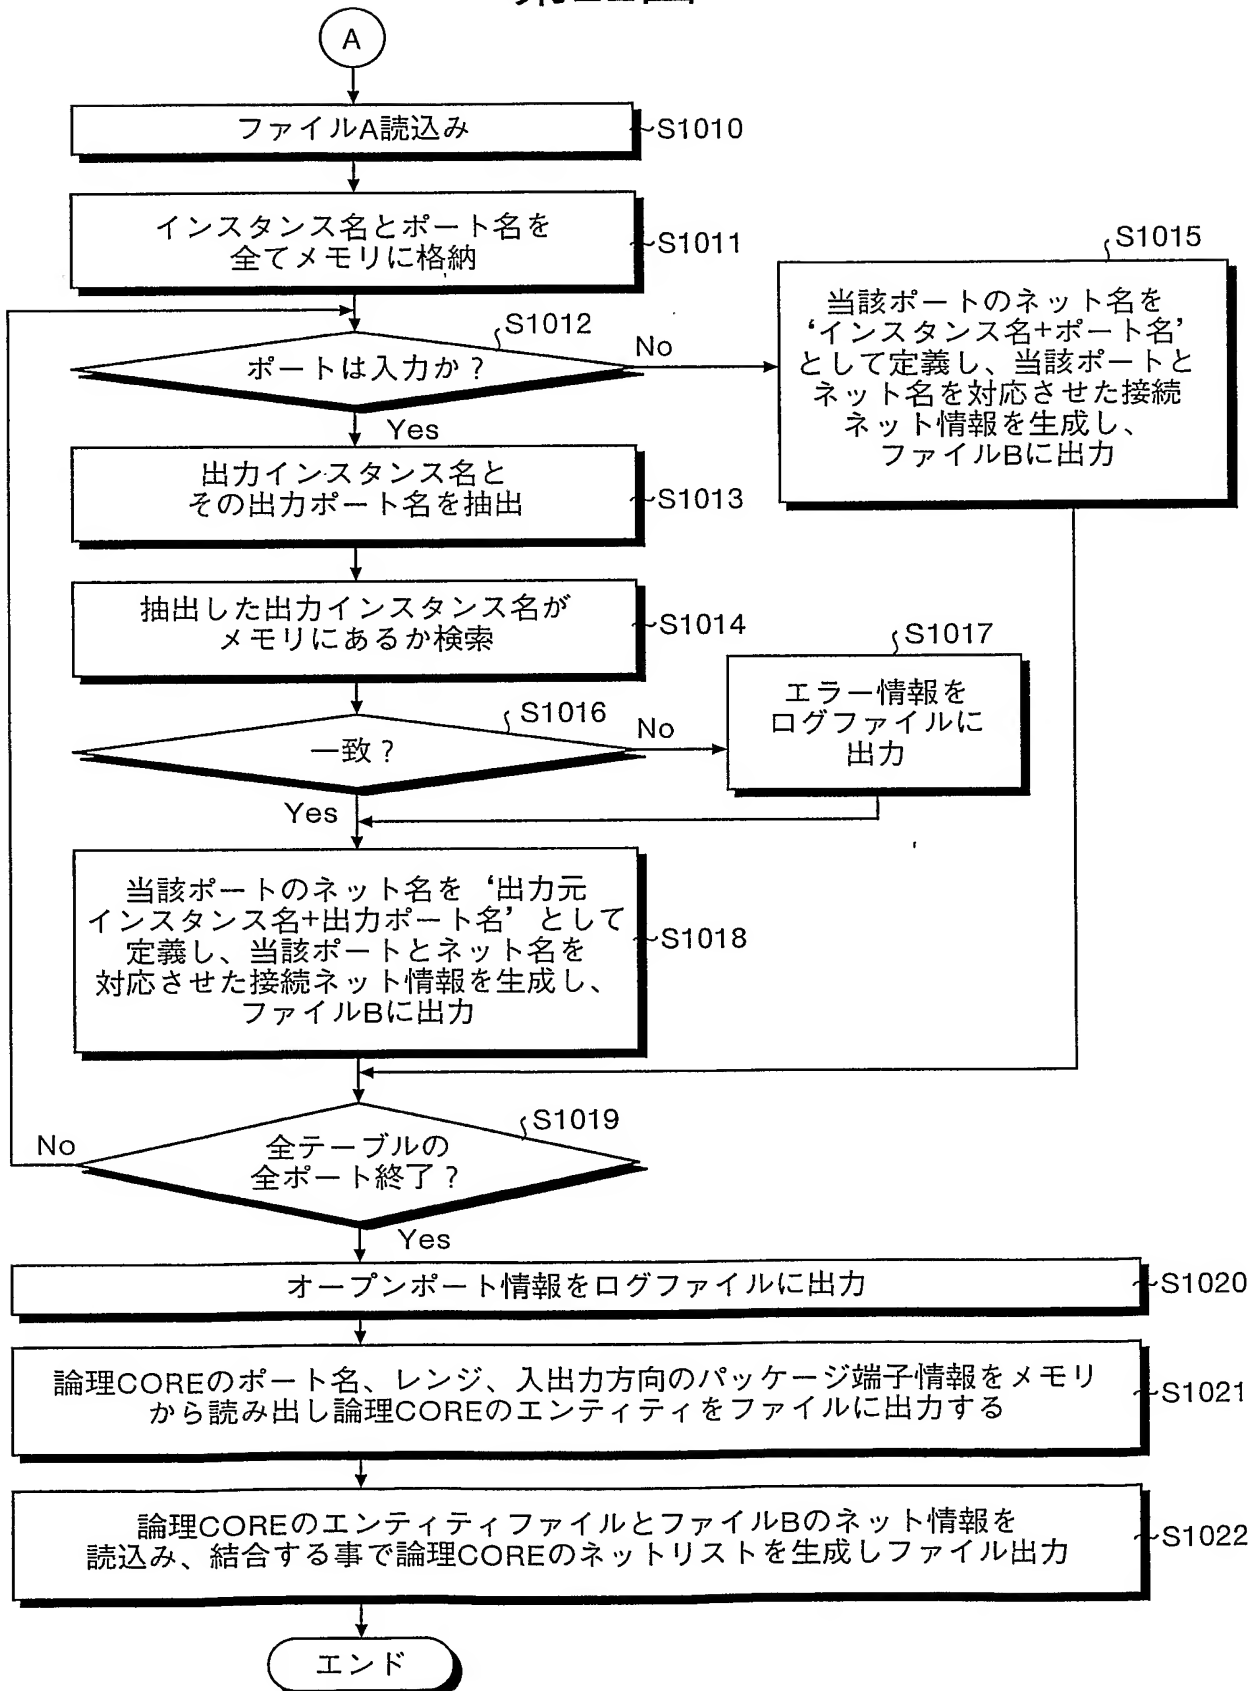 A
ファイルA読込み
S1010
インスタンス名とポート名を
全てメモリに格納
S1011
S1012
ポートは入力か?
No
Yes
S1015
当該ポートのネット名を
‘インスタンス名+ポート名’
として定義し、当該ポートと
ネット名を対応させた接続
ネット情報を生成し、
ファイルBに出力
出力インスタンス名と
その出力ポート名を抽出
S1013
抽出した出力インスタンス名が
メモリにあるか検索
S1014
S1016
一致?
No
Yes
S1017
エラー情報を
ログファイルに
出力
当該ポートのネット名を‘出力元
インスタンス名+出力ポート名’として
定義し、当該ポートとネット名を
対応させた接続ネット情報を生成し、
ファイルBに出力
S1018
S1019
全テーブルの
全ポート終了?
No
Yes
オープンポート情報をログファイルに出力
S1020
論理COREのポート名、レンジ、入出力方向のパッケージ端子情報をメモリ
から読み出し論理COREのエンティティをファイルに出力する
S1021
論理COREのエンティティファイルとファイルBのネット情報を
読込み、結合する事で論理COREのネットリストを生成しファイル出力
S1022
エンド